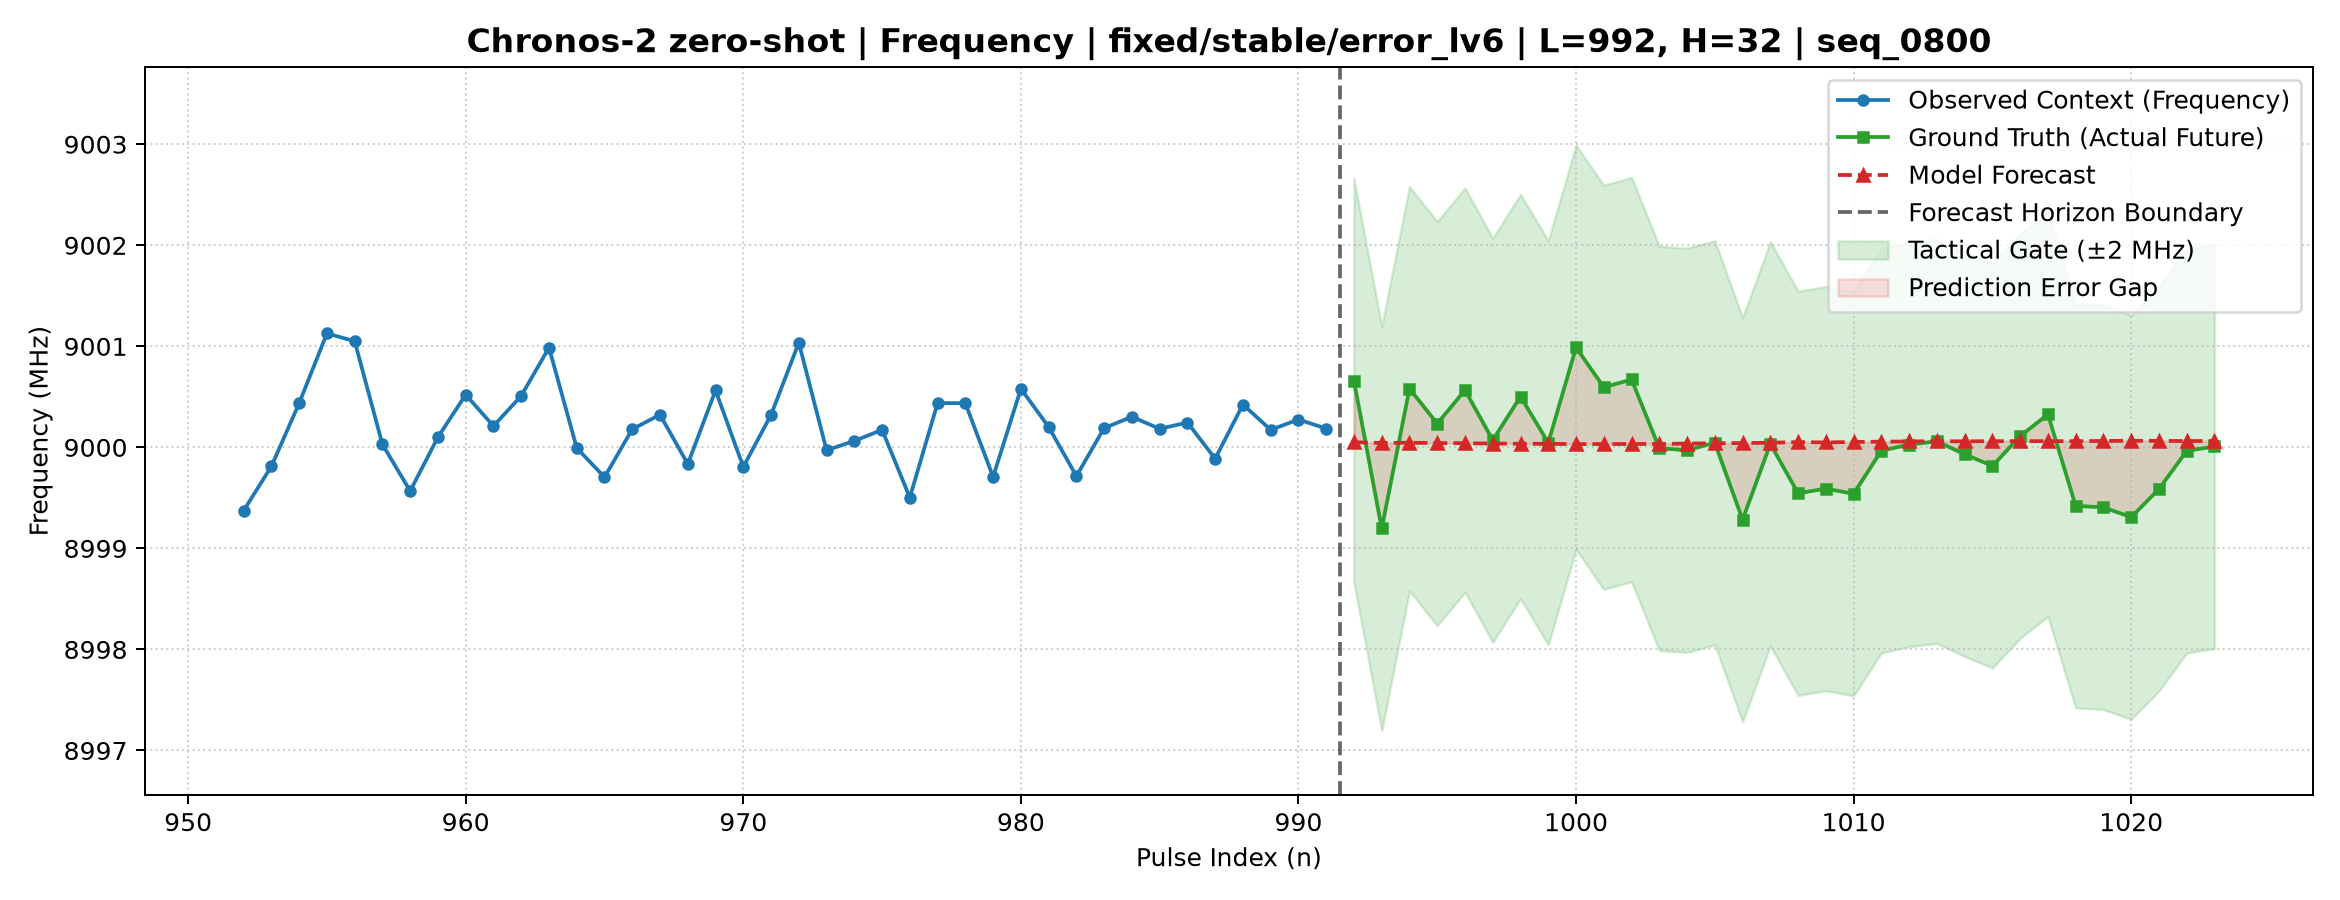 Chronos-2 zero-shot | Frequency | fixed/stable/error_lv6 | L=992, H=32 | seq_0800
Observed Context (Frequency)
Ground Truth (Actual Future)
Model Forecast
Forecast Horizon Boundary
Tactical Gate (±2 MHz)
Prediction Error Gap
Frequency (MHz)
9003
9002
9001
9000
8999
8998
8997
950 960 970 980 990 1000 1010 1020
Pulse Index (n)